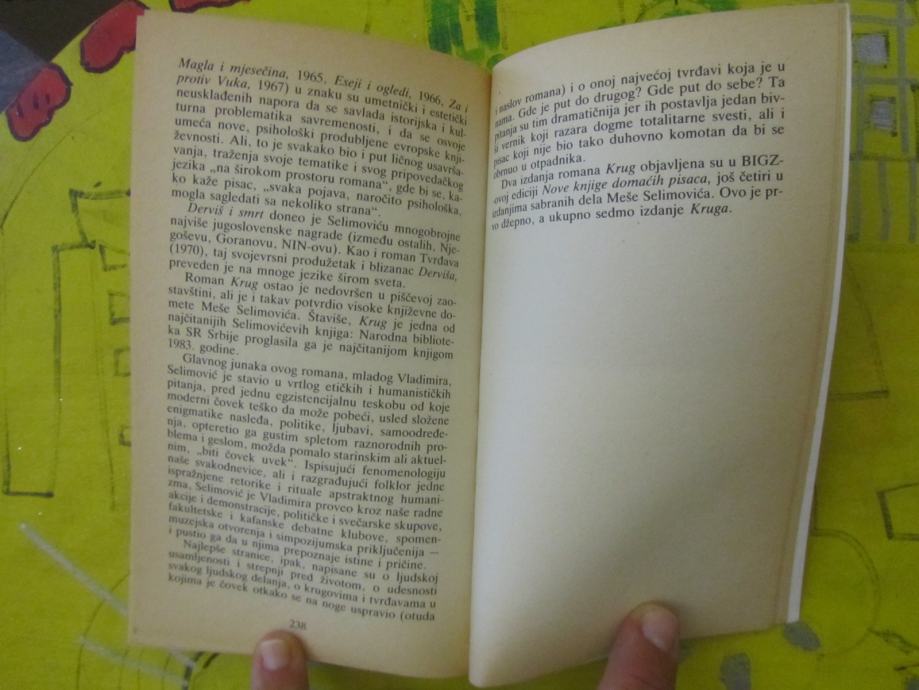 Magla i mjesečina, 1965, Eseji i ogledi, 1966, Za i
protiv Vuka, 1967) u znaku su umetnički i estetički
neusklađenih napora da se savlada istorijska i kul-
turna problematika savremenosti, i da se osvoje
umeća nove, psihološki produbljene evropske knji-
ževnosti. Ali, to je svakako bio i put ličnog usavrša-
vanja, traženja svoje tematike i svog pripovedačkog
jezika „na širokom prostoru romana“, gde bi se, ka-
ko kaže pisac, „svaka pojava, naročito psihološka,
mogla sagledati sa nekoliko strana“.
Derviš i smrt doneo je Selimoviću mnogobrojne
najviše jugoslovenske nagrade (između ostalih, Nje-
goševu, Goranovu, NIN-ovu). Kao i roman Tvrđava
(1970), taj svojevrsni produžetak i blizanac Derviša,
preveden je na mnoge jezike širom sveta.
Roman Krug ostao je nedovršen u piščevoj zao-
stavštini, ali je i takav potvrdio visoke književne do-
mete Meše Selimovića. Štaviše, Krug je jedna od
najčitanijih Selimovićevih knjiga: Narodna bibliote-
ka SR Srbije proglasila ga je najčitanijom knjigom
1983. godine.
Glavnog junaka ovog romana, mladog Vladimira,
Selimović je stavio u vrtlog etičkih i humanističkih
pitanja, pred jednu egzistencijalnu teskobu od koje
moderni čovek teško da može pobeći, usled složene
enigmatike nasleđa, politike, ljubavi, samoodređe-
nja, opteretio ga gustim spletom raznorodnih pro-
blema i geslom, možda pomalo starinskim ali aktuel-
nim, „biti čovek uvek“. Ispisujući fenomenologiju
naše svakodnevice, ali i razgrađujući folklor jedne
ispražnjene retorike i rituale apstraktnog humani-
zma, Selimović je Vladimira proveo kroz naše radne
akcije i demonstracije, političke i svečarske skupove,
fakultetske i kafanske debatne klubove, spomen-
muzejska otvorenja i simpozijumska priključenija —
i pustio ga da u njima prepoznaje istine i pričine.
Najlepše stranice, ipak, napisane su o ljudskoj
usamljenosti i strepnji pred životom, o udesnosti
svakog ljudskog delanja, o krugovima i tvrđavama u
kojima je čovek otkako se na noge uspravio (otuda
238
i naslov romana) i o onoj najvećoj tvrđavi koja je u
nama. Gde je put do drugog? Gde put do sebe? Ta
pitanja su tim dramatičnija jer ih postavlja jedan biv-
ši vernik koji razara dogme totalitarne svesti, ali i
pisac koji nije bio tako duhovno komotan da bi se
obrnuo u otpadnika.
Dva izdanja romana Krug objavljena su u BIGZ-
ovoj ediciji Nove knjige domaćih pisaca, još četiri u
izdanjima sabranih dela Meše Selimovića. Ovo je pr-
vo džepno, a ukupno sedmo izdanje Kruga.